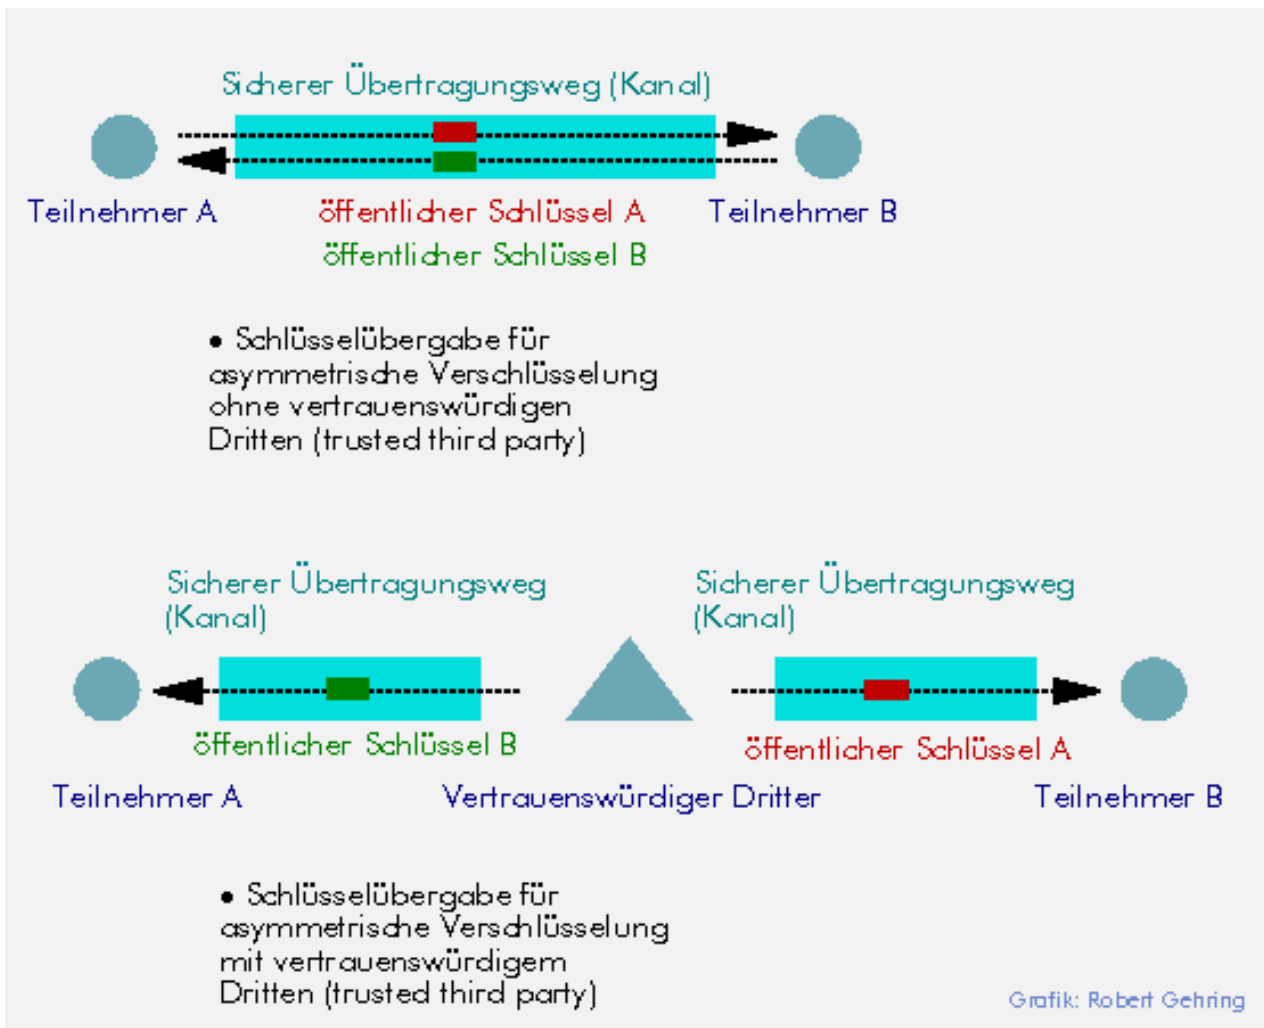 Sicherer Übertragungsweg (Kanal)
Teilnehmer A
öffentlicher Schlüssel A
Teilnehmer B
öffentlicher Schlüssel B
• Schlüsselübergabe für
asymmetrische Verschlüsselung
ohne vertrauenswürdigen
Dritten (trusted third party)
Sicherer Übertragungsweg
(Kanal)
Sicherer Übertragungsweg
(Kanal)
öffentlicher Schlüssel B
öffentlicher Schlüssel A
Teilnehmer A
Vertrauenswürdiger Dritter
Teilnehmer B
• Schlüsselübergabe für
asymmetrische Verschlüsselung
mit vertrauenswürdigem
Dritten (trusted third party)
Grafik: Robert Gehring